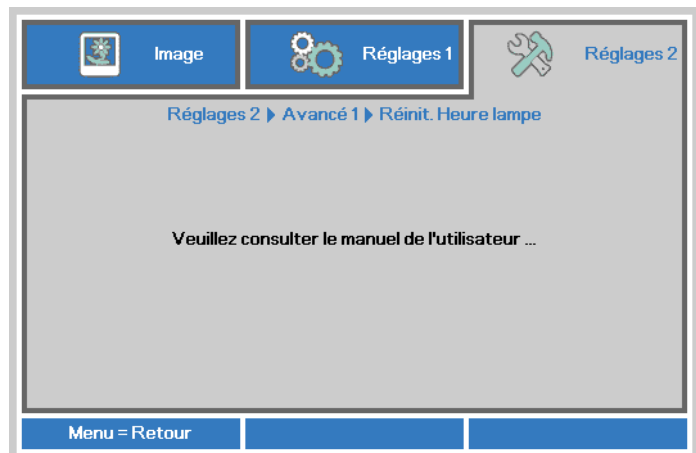 Image
Réglages 1
Réglages 2
Réglages 2 ▶ Avancé 1 ▶ Réinit. Heure lampe
Veuillez consulter le manuel de l'utilisateur ...
Menu = Retour